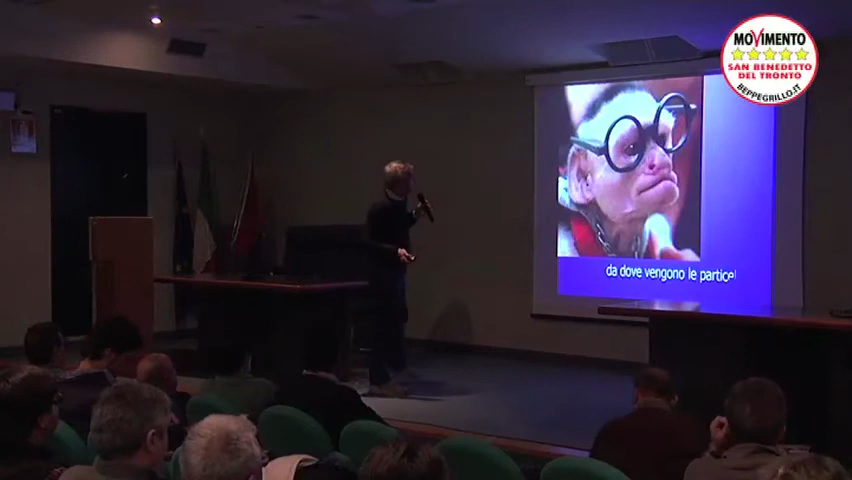 MOVIMENTO
SAN BENEDETTO
DEL TRONTO
BEPPEGRILLO.IT
da dove vengono le particel